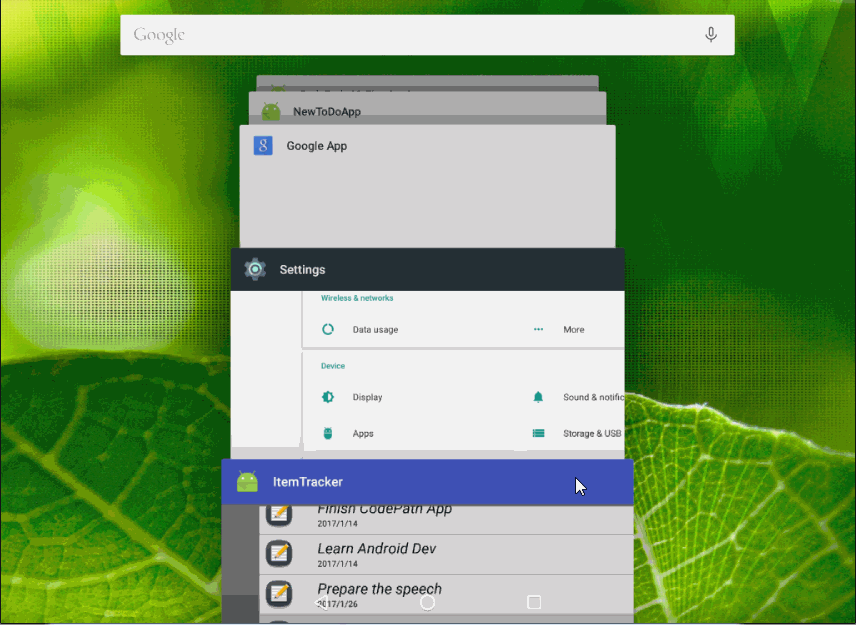 Google
NewToDoApp
Google App
Settings
Wireless & networks
Data usage
More
Device
Display
Sound & notific
Apps
Storage & USB
ItemTracker
Finish CodePath App
2017/1/14
Learn Android Dev
2017/1/14
Prepare the speech
2017/1/26